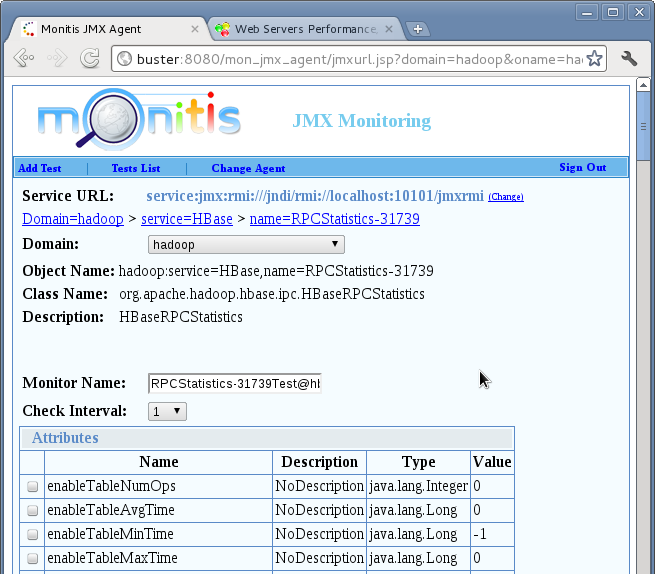 Monitis JMX Agent
Web Servers Performance,
buster:8080/mon_jmx_agent/jmxurl.jsp?domain=hadoop&oname=ha
monitis JMX Monitoring
Add Test Tests List Change Agent Sign Out
Service URL: service:jmx:rmi:///jndi/rmi://localhost:10101/jmxrmi (Change)
Domain=hadoop > service=HBase > name=RPCStatistics-31739
Domain: hadoop
Object Name: hadoop:service=HBase,name=RPCStatistics-31739
Class Name: org.apache.hadoop.hbase.ipc.HBaseRPCStatistics
Description: HBaseRPCStatistics
Monitor Name: RPCStatistics-31739Test@hb
Check Interval: 1
Attributes
Name Description Type Value
enableTableNumOps NoDescription java.lang.Integer 0
enableTableAvgTime NoDescription java.lang.Long 0
enableTableMinTime NoDescription java.lang.Long -1
enableTableMaxTime NoDescription java.lang.Long 0